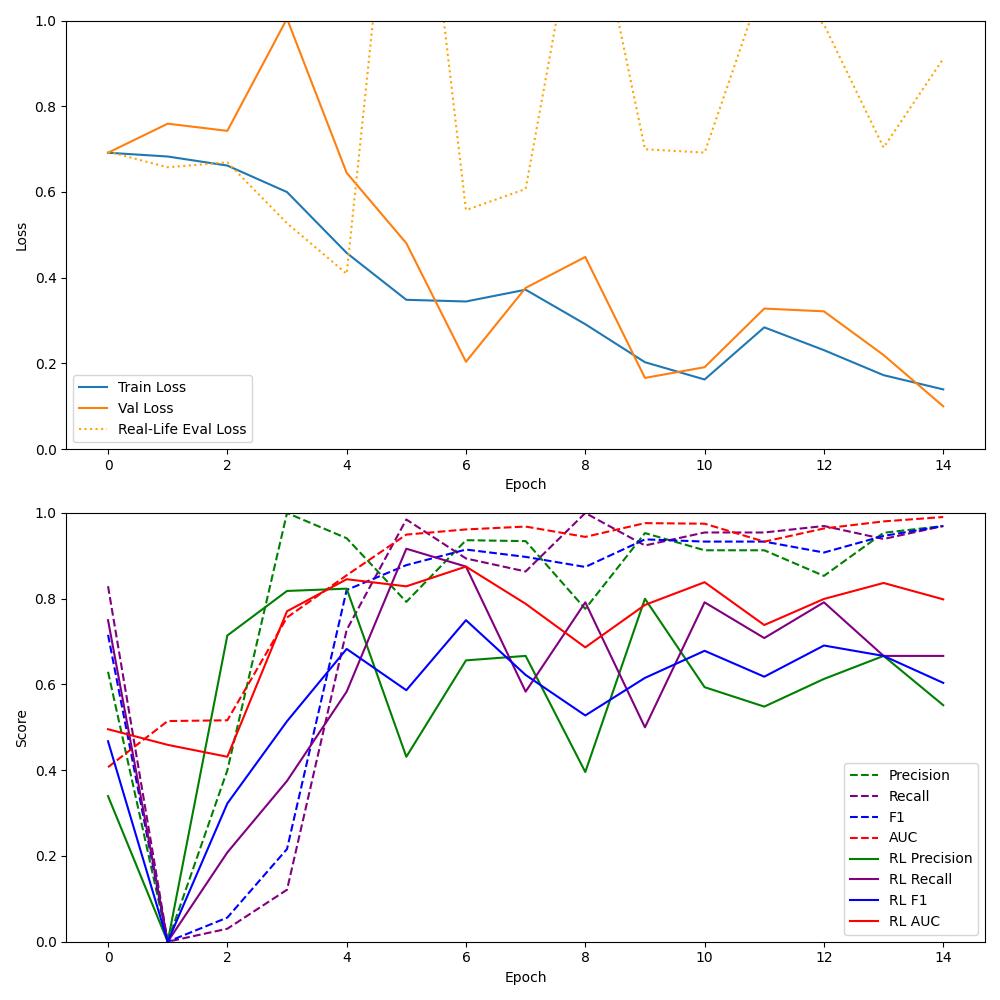 1.0
0.8
0.6
0.4
0.2
0.0
Loss
Train Loss
Val Loss
Real-Life Eval Loss
0 2 4 6 8 10 12 14
Epoch
1.0
0.8
0.6
0.4
0.2
0.0
Score
Precision
Recall
F1
AUC
RL Precision
RL Recall
RL F1
RL AUC
0 2 4 6 8 10 12 14
Epoch